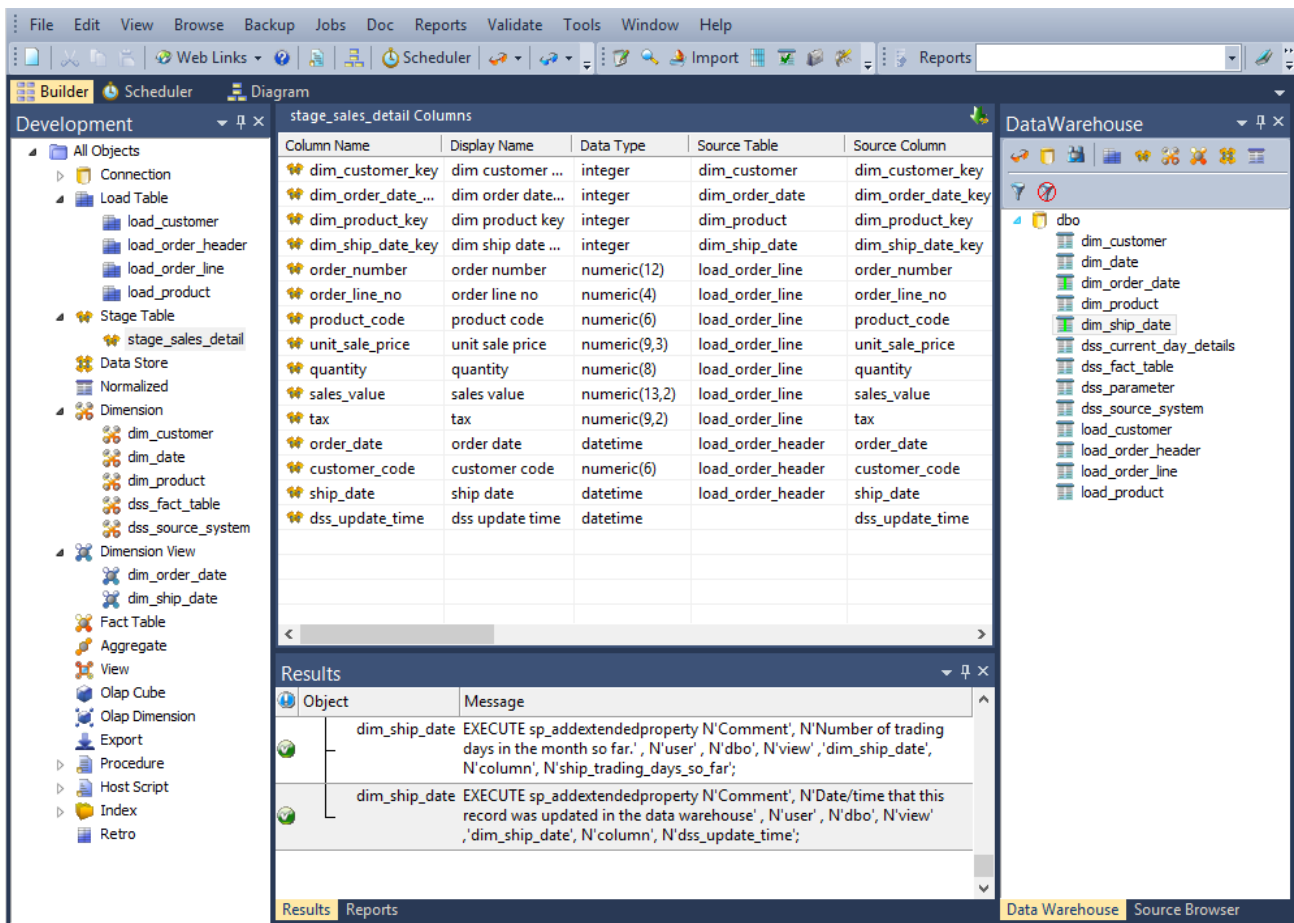 File Edit View Browse Backup Jobs Doc Reports Validate Tools Window Help
Web Links Scheduler Import Reports
Builder Scheduler Diagram
Development
All Objects
Connection
Load Table
load_customer
load_order_header
load_order_line
load_product
Stage Table
stage_sales_detail
Data Store
Normalized
Dimension
dim_customer
dim_date
dim_product
dss_fact_table
dss_source_system
Dimension View
dim_order_date
dim_ship_date
Fact Table
Aggregate
View
Olap Cube
Olap Dimension
Export
Procedure
Host Script
Index
Retro
stage_sales_detail Columns
Column Name Display Name Data Type Source Table Source Column
dim_customer_key dim customer ... integer dim_customer dim_customer_key
dim_order_date_... dim order date... integer dim_order_date dim_order_date_key
dim_product_key dim product key integer dim_product dim_product_key
dim_ship_date_key dim ship date ... integer dim_ship_date dim_ship_date_key
order_number order number numeric(12) load_order_line order_number
order_line_no order line no numeric(4) load_order_line order_line_no
product_code product code numeric(6) load_order_line product_code
unit_sale_price unit sale price numeric(9,3) load_order_line unit_sale_price
quantity quantity numeric(8) load_order_line quantity
sales_value sales value numeric(13,2) load_order_line sales_value
tax tax numeric(9,2) load_order_line tax
order_date order date datetime load_order_header order_date
customer_code customer code numeric(6) load_order_header customer_code
ship_date ship date datetime load_order_header ship_date
dss_update_time dss update time datetime dss_update_time
Results
Object Message
dim_ship_date EXECUTE sp_addextendedproperty N'Comment', N'Number of trading
days in the month so far.' , N'user' , N'dbo', N'view' ,'dim_ship_date',
N'column', N'ship_trading_days_so_far';
dim_ship_date EXECUTE sp_addextendedproperty N'Comment', N'Date/time that this
record was updated in the data warehouse' , N'user' , N'dbo', N'view'
,'dim_ship_date', N'column', N'dss_update_time';
Results Reports
DataWarehouse
dbo
dim_customer
dim_date
dim_order_date
dim_product
dim_ship_date
dss_current_day_details
dss_fact_table
dss_parameter
dss_source_system
load_customer
load_order_header
load_order_line
load_product
Data Warehouse Source Browser